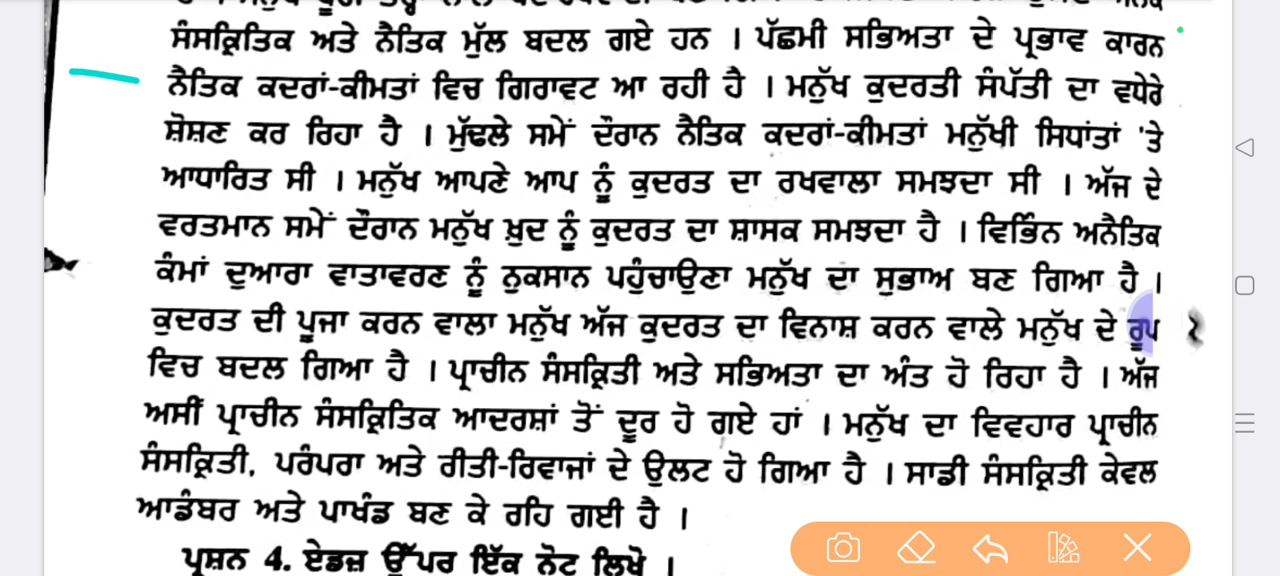 ਸੰਸਕ੍ਰਿਤਿਕ ਅਤੇ ਨੈਤਿਕ ਮੁੱਲ ਬਦਲ ਗਏ ਹਨ । ਪੱਛਮੀ ਸਭਿਅਤਾ ਦੇ ਪ੍ਰਭਾਵ ਕਾਰਨ
ਨੈਤਿਕ ਕਦਰਾਂ-ਕੀਮਤਾਂ ਵਿਚ ਗਿਰਾਵਟ ਆ ਰਹੀ ਹੈ । ਮਨੁੱਖ ਕੁਦਰਤੀ ਸੰਪੱਤੀ ਦਾ ਵਧੇਰੇ
ਸ਼ੋਸ਼ਣ ਕਰ ਰਿਹਾ ਹੈ । ਮੁੱਢਲੇ ਸਮੇਂ ਦੌਰਾਨ ਨੈਤਿਕ ਕਦਰਾਂ-ਕੀਮਤਾਂ ਮਨੁੱਖੀ ਸਿਧਾਂਤਾਂ 'ਤੇ
ਆਧਾਰਿਤ ਸੀ । ਮਨੁੱਖ ਆਪਣੇ ਆਪ ਨੂੰ ਕੁਦਰਤ ਦਾ ਰਖਵਾਲਾ ਸਮਝਦਾ ਸੀ । ਅੱਜ ਦੇ
ਵਰਤਮਾਨ ਸਮੇਂ ਦੌਰਾਨ ਮਨੁੱਖ ਖ਼ੁਦ ਨੂੰ ਕੁਦਰਤ ਦਾ ਸ਼ਾਸਕ ਸਮਝਦਾ ਹੈ । ਵਿਭਿੰਨ ਅਨੈਤਿਕ
ਕੰਮਾਂ ਦੁਆਰਾ ਵਾਤਾਵਰਣ ਨੂੰ ਨੁਕਸਾਨ ਪਹੁੰਚਾਉਣਾ ਮਨੁੱਖ ਦਾ ਸੁਭਾਅ ਬਣ ਗਿਆ ਹੈ ।
ਕੁਦਰਤ ਦੀ ਪੂਜਾ ਕਰਨ ਵਾਲਾ ਮਨੁੱਖ ਅੱਜ ਕੁਦਰਤ ਦਾ ਵਿਨਾਸ਼ ਕਰਨ ਵਾਲੇ ਮਨੁੱਖ ਦੇ ਰੂਪ
ਵਿਚ ਬਦਲ ਗਿਆ ਹੈ । ਪ੍ਰਾਚੀਨ ਸੰਸਕ੍ਰਿਤੀ ਅਤੇ ਸਭਿਅਤਾ ਦਾ ਅੰਤ ਹੋ ਰਿਹਾ ਹੈ । ਅੱਜ
ਅਸੀਂ ਪ੍ਰਾਚੀਨ ਸੰਸਕ੍ਰਿਤਿਕ ਆਦਰਸ਼ਾਂ ਤੋਂ ਦੂਰ ਹੋ ਗਏ ਹਾਂ । ਮਨੁੱਖ ਦਾ ਵਿਵਹਾਰ ਪ੍ਰਾਚੀਨ
ਸੰਸਕ੍ਰਿਤੀ, ਪਰੰਪਰਾ ਅਤੇ ਰੀਤੀ-ਰਿਵਾਜਾਂ ਦੇ ਉਲਟ ਹੋ ਗਿਆ ਹੈ । ਸਾਡੀ ਸੰਸਕ੍ਰਿਤੀ ਕੇਵਲ
ਆਡੰਬਰ ਅਤੇ ਪਾਖੰਡ ਬਣ ਕੇ ਰਹਿ ਗਈ ਹੈ ।
ਪ੍ਰਸ਼ਨ 4. ਏਡਜ਼ ਉੱਪਰ ਇੱਕ ਨੋਟ ਲਿਖੋ ।